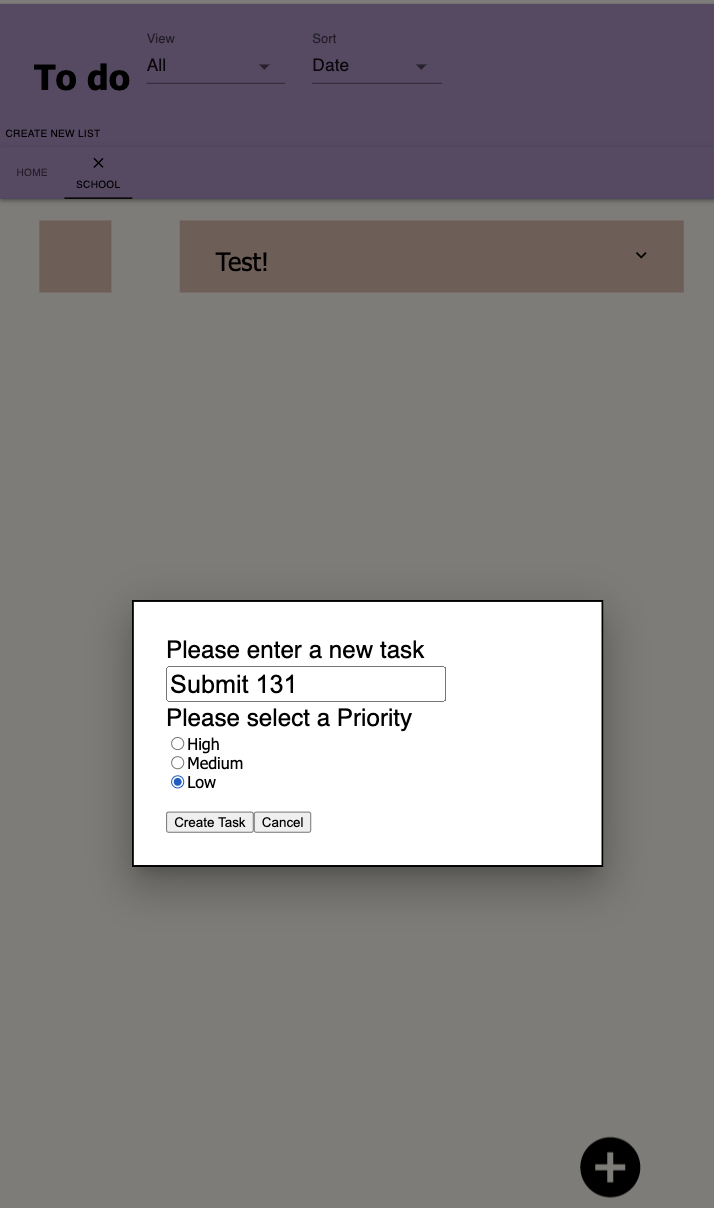 View
Sort
To do
All
Date
CREATE NEW LIST
HOME
SCHOOL
Test!
Please enter a new task
Submit 131
Please select a Priority
High
Medium
Low
Create Task Cancel